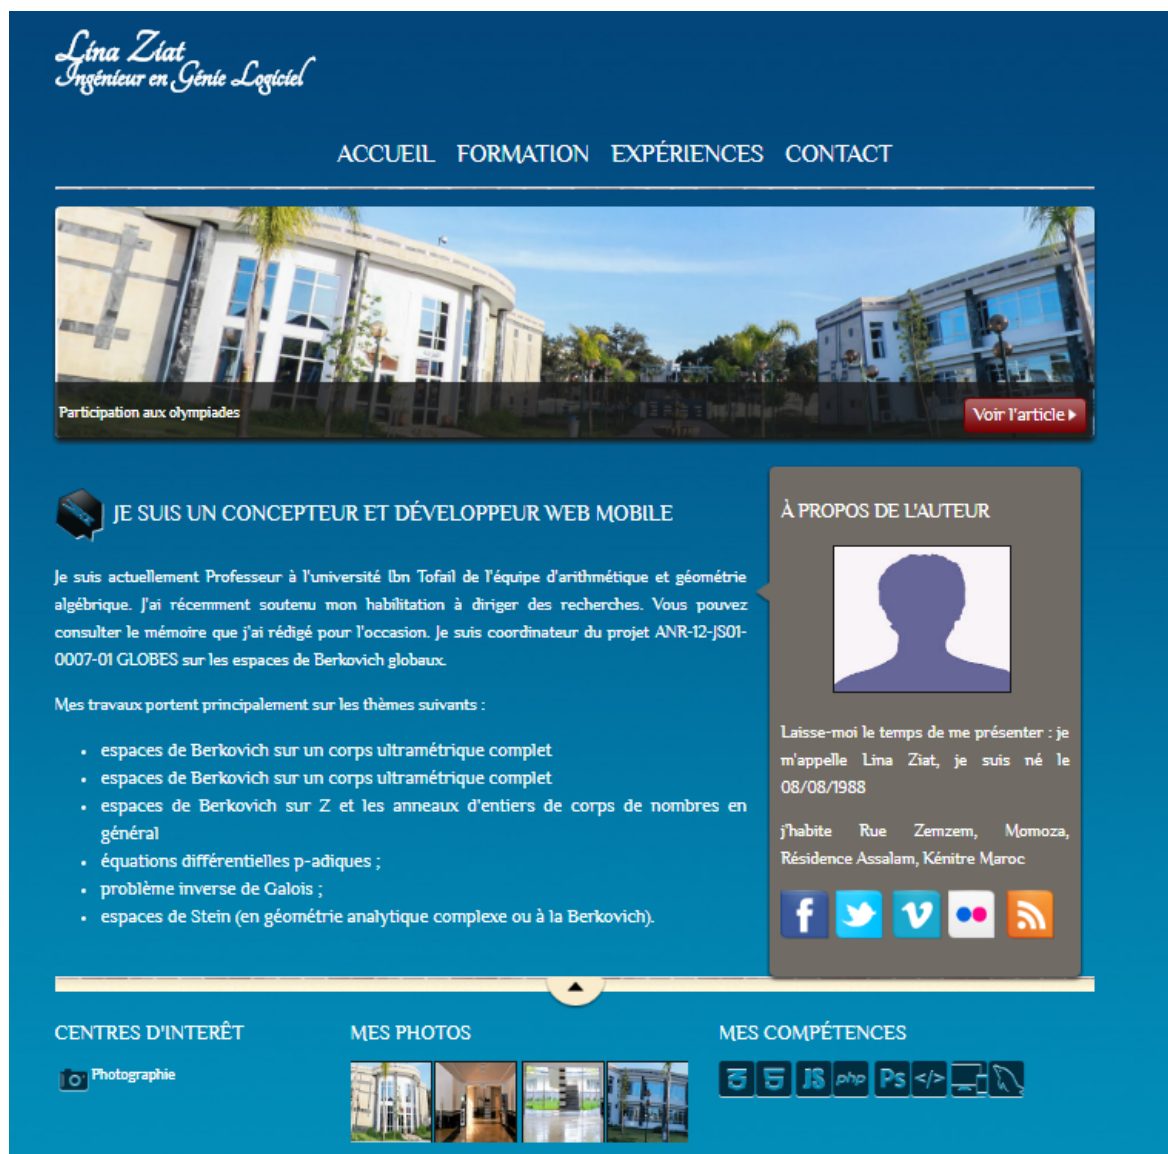 Lina Ziat
Ingénieur en Génie Logiciel
ACCUEIL FORMATION EXPÉRIENCES CONTACT
Participation aux olympiades
Voir l'article
JE SUIS UN CONCEPTEUR ET DÉVELOPPEUR WEB MOBILE
Je suis actuellement Professeur à l'université Ibn Tofail de l'équipe d'arithmétique et géométrie
algébrique. J'ai récemment soutenu mon habilitation à diriger des recherches. Vous pouvez
consulter le mémoire que j'ai rédigé pour l'occasion. Je suis coordinateur du projet ANR-12-JS01-
0007-01 GLOBES sur les espaces de Berkovich globaux.
Mes travaux portent principalement sur les thèmes suivants :
espaces de Berkovich sur un corps ultramétrique complet
espaces de Berkovich sur un corps ultramétrique complet
espaces de Berkovich sur Z et les anneaux d'entiers de corps de nombres en
général
équations différentielles p-adiques ;
problème inverse de Galois ;
espaces de Stein (en géométrie analytique complexe ou à la Berkovich).
À PROPOS DE L'AUTEUR
Laisse-moi le temps de me présenter : je
m'appelle Lina Ziat, je suis né le
08/08/1988
j'habite Rue Zemzem, Momoza,
Résidence Assalam, Kénitre Maroc
CENTRES D'INTERÊT
Photographie
MES PHOTOS
MES COMPÉTENCES
JS php Ps </>